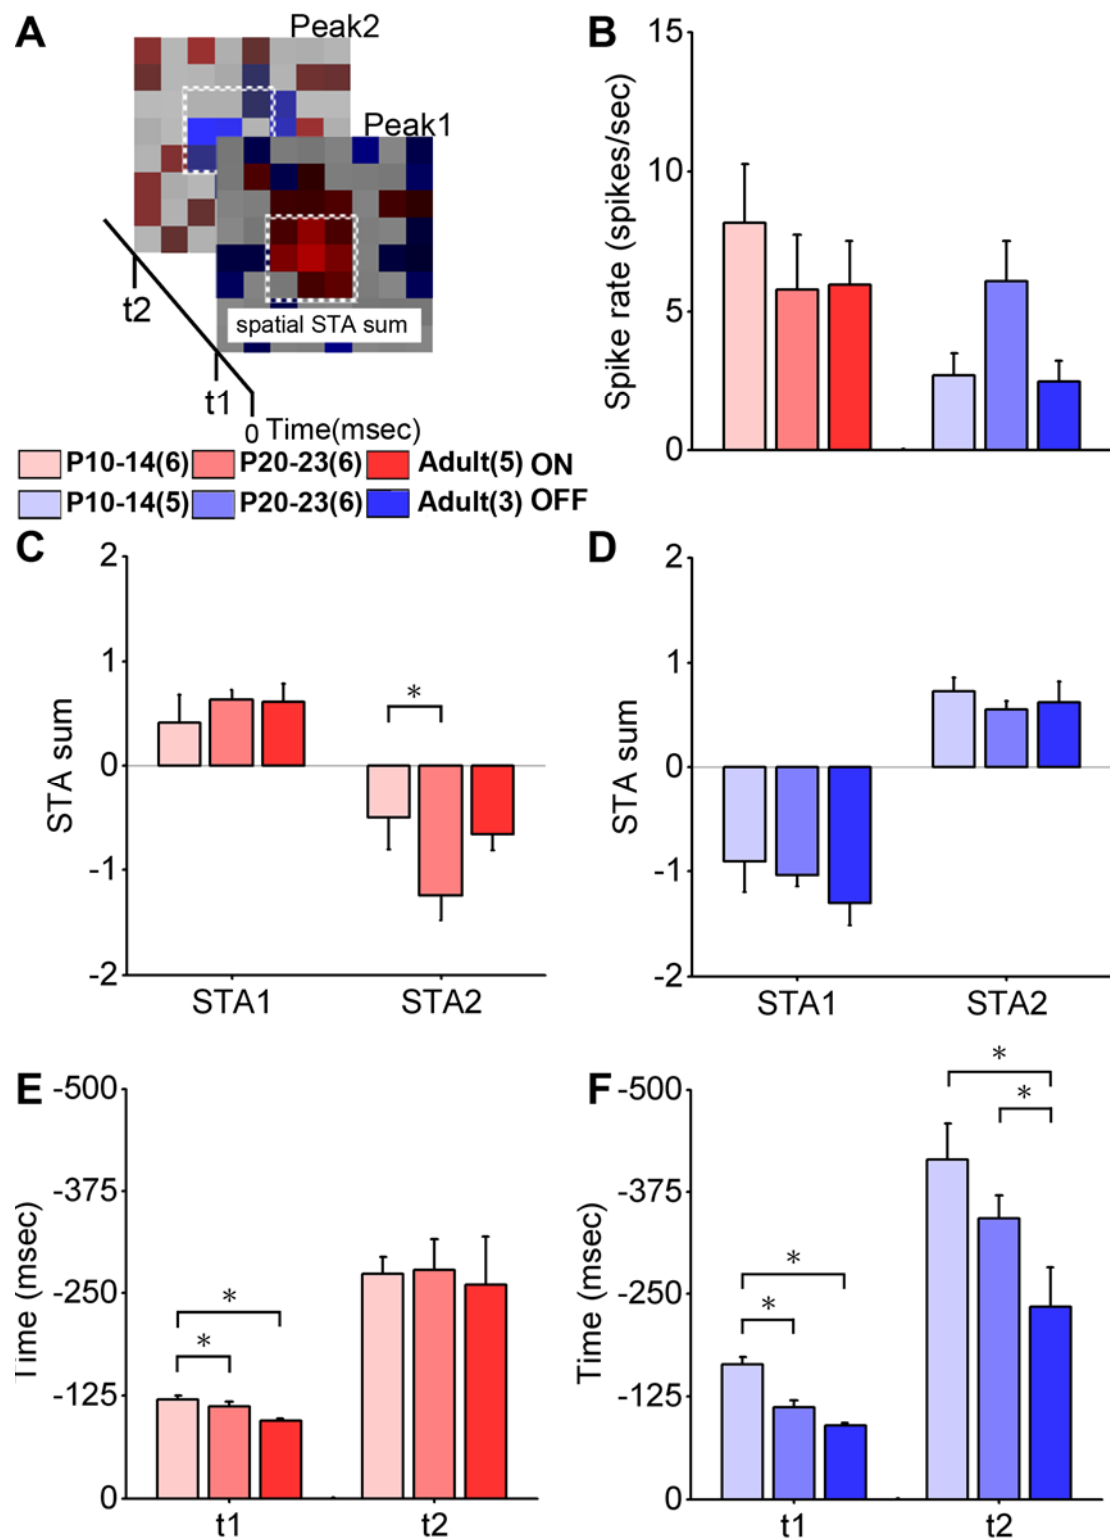 A
Peak2
Peak1
spatial STA sum
t2
t1
0 Time(msec)
B
Spike rate (spikes/sec)
15
10
5
0
P10-14(6) P20-23(6) Adult(5) ON
P10-14(5) P20-23(6) Adult(3) OFF
C
STA sum
2
1
0
-1
-2
*
STA1 STA2
D
STA sum
2
1
0
-1
-2
STA1 STA2
E
Time (msec)
-500
-375
-250
-125
0
*
*
t1 t2
F
Time (msec)
-500
-375
-250
-125
0
*
*
*
*
t1 t2